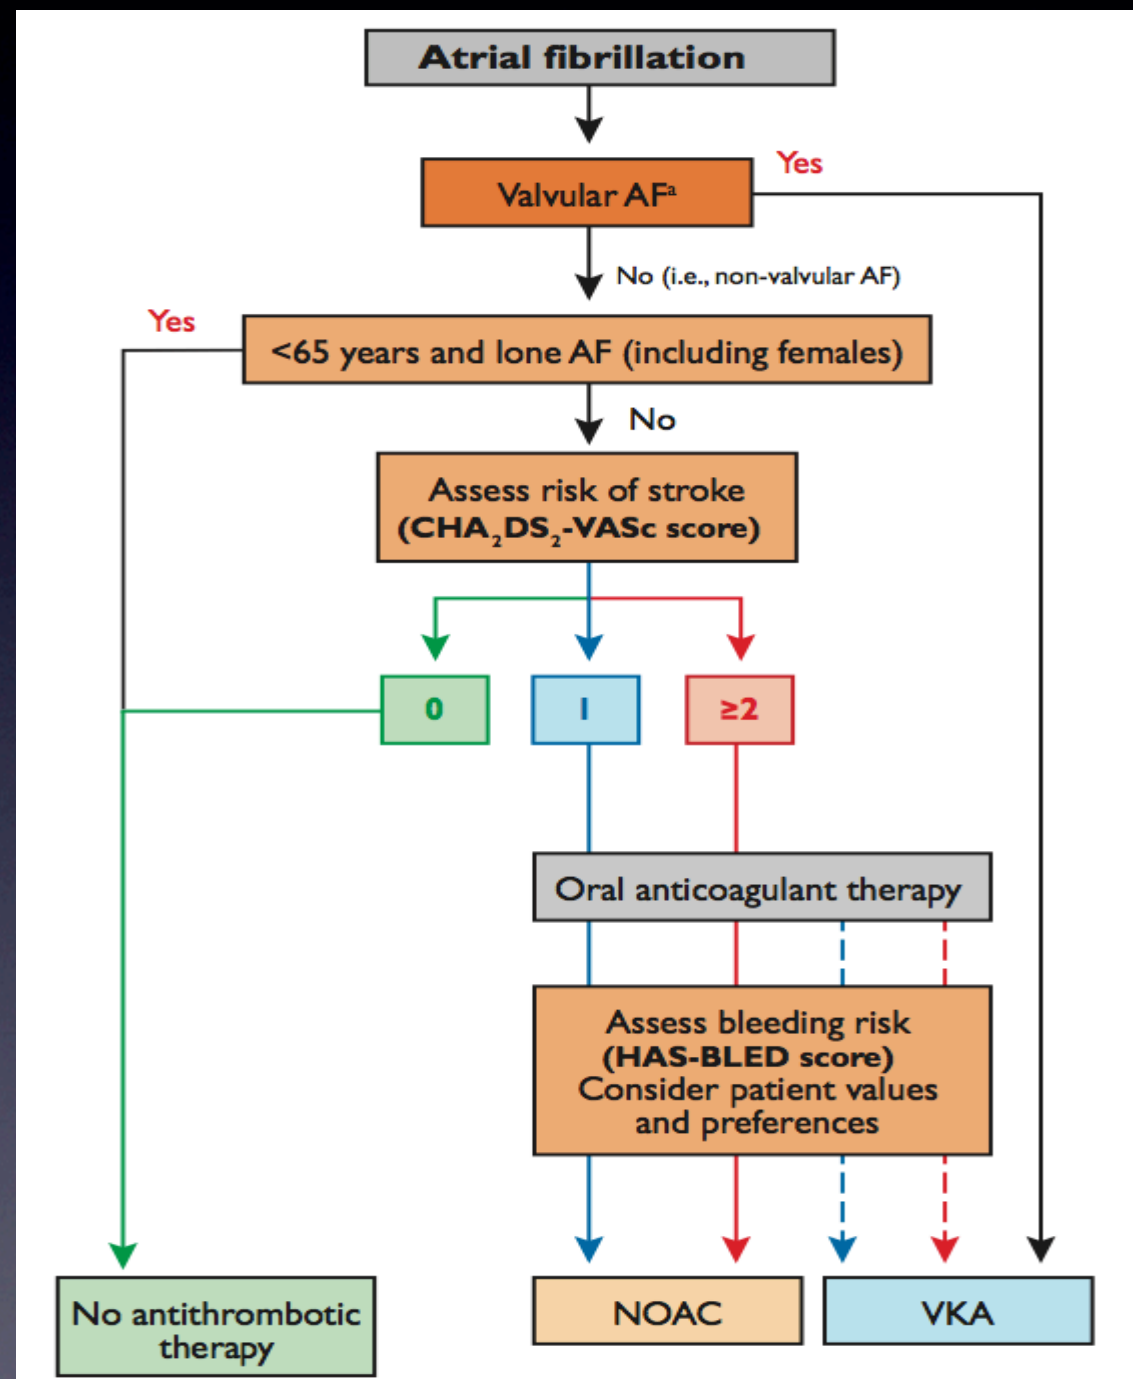 Atrial fibrillation
Yes
Valvular AFᵃ
No (i.e., non-valvular AF)
Yes
<65 years and lone AF (including females)
No
Assess risk of stroke
(CHA₂DS₂-VASc score)
0
1
≥2
Oral anticoagulant therapy
Assess bleeding risk
(HAS-BLED score)
Consider patient values
and preferences
No antithrombotic
therapy
NOAC
VKA